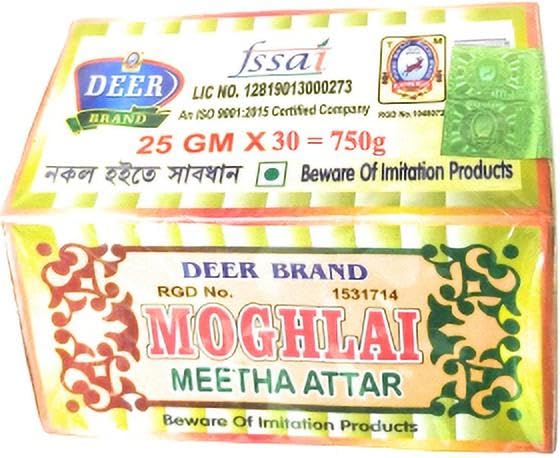 DEER
BRAND
fssai
LIC NO. 12819013000273
An ISO 9001:2015 Certified Company
T M
25 GM X 30 = 750g
নকল হইতে সাবধান
Beware Of Imitation Products
DEER BRAND
RGD No. 1531714
MOGHLAI
MEETHA ATTAR
Beware Of Imitation Products